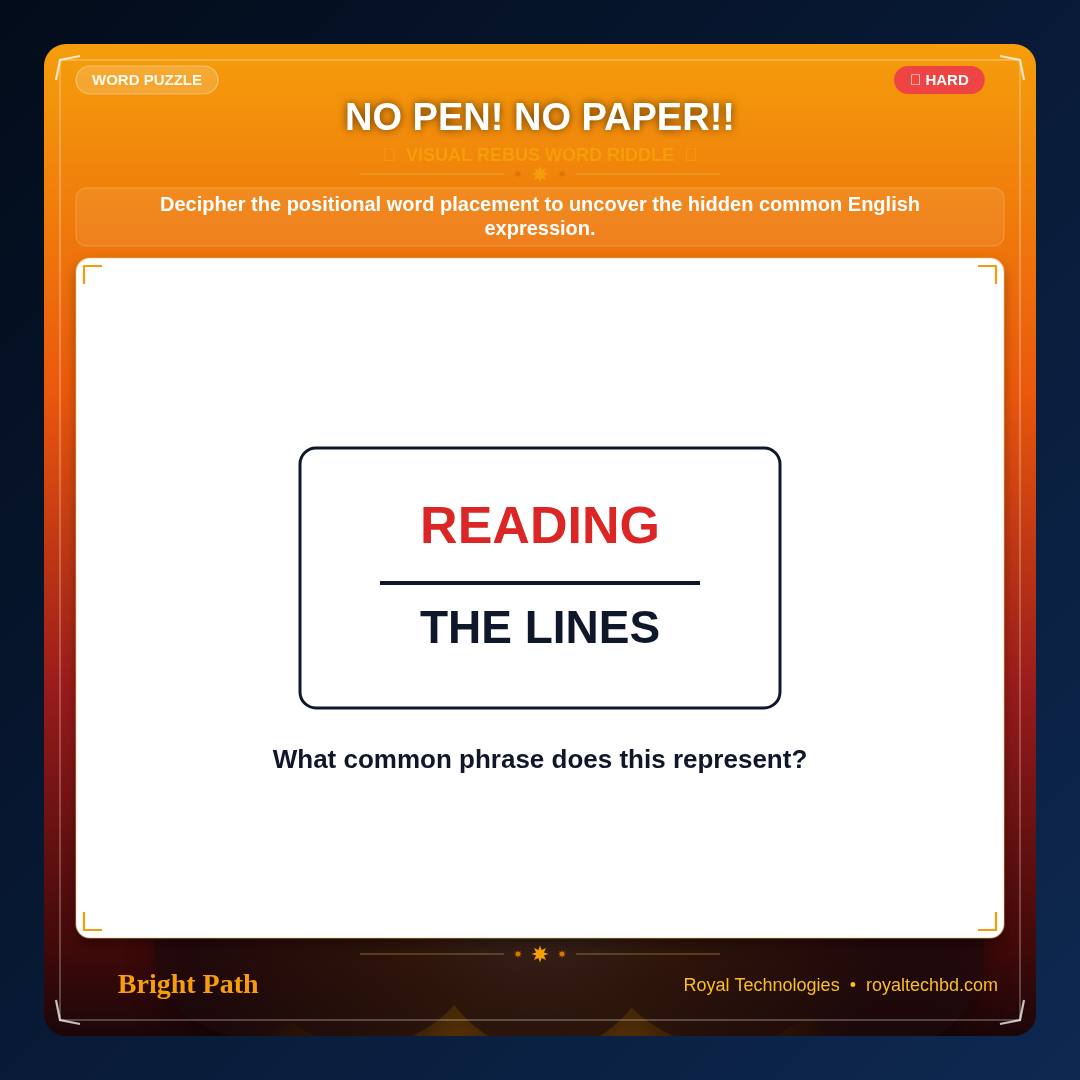 WORD PUZZLE
HARD
NO PEN! NO PAPER!!
VISUAL REBUS WORD RIDDLE
Decipher the positional word placement to uncover the hidden common English
expression.
READING
THE LINES
What common phrase does this represent?
Bright Path
Royal Technologies • royaltechbd.com